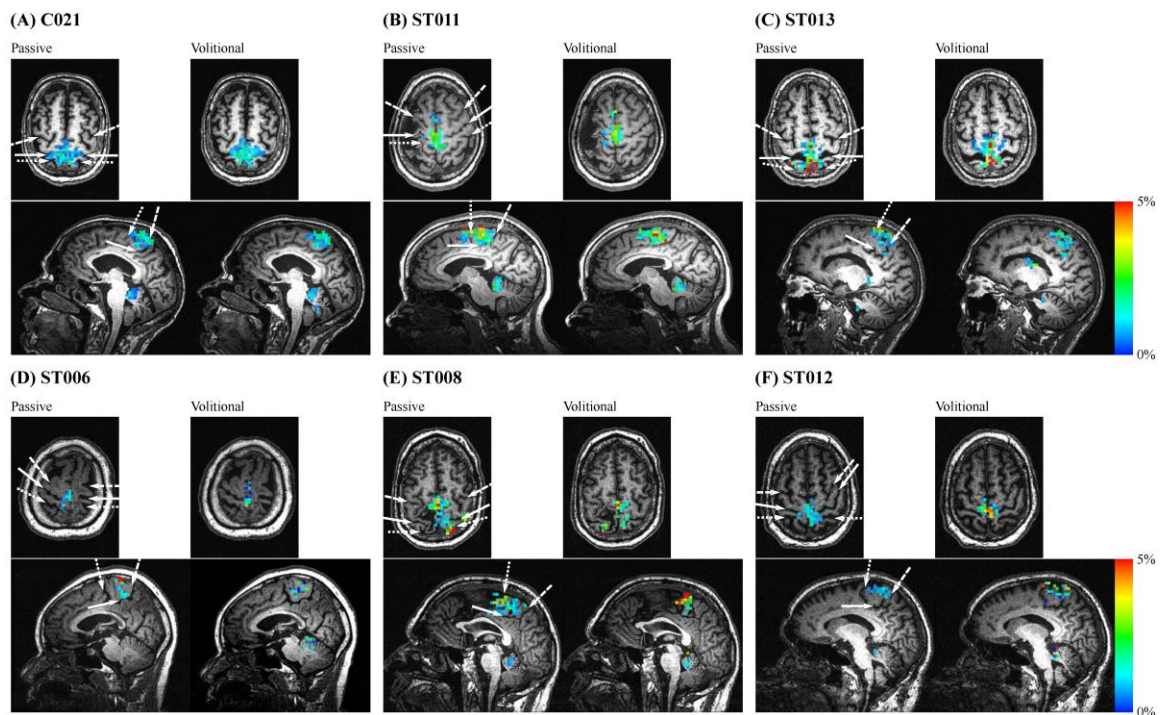 (A) C021
Passive
Volitional
(B) ST011
Passive
Volitional
(C) ST013
Passive
Volitional
5%
0%
(D) ST006
Passive
Volitional
(E) ST008
Passive
Volitional
(F) ST012
Passive
Volitional
5%
0%